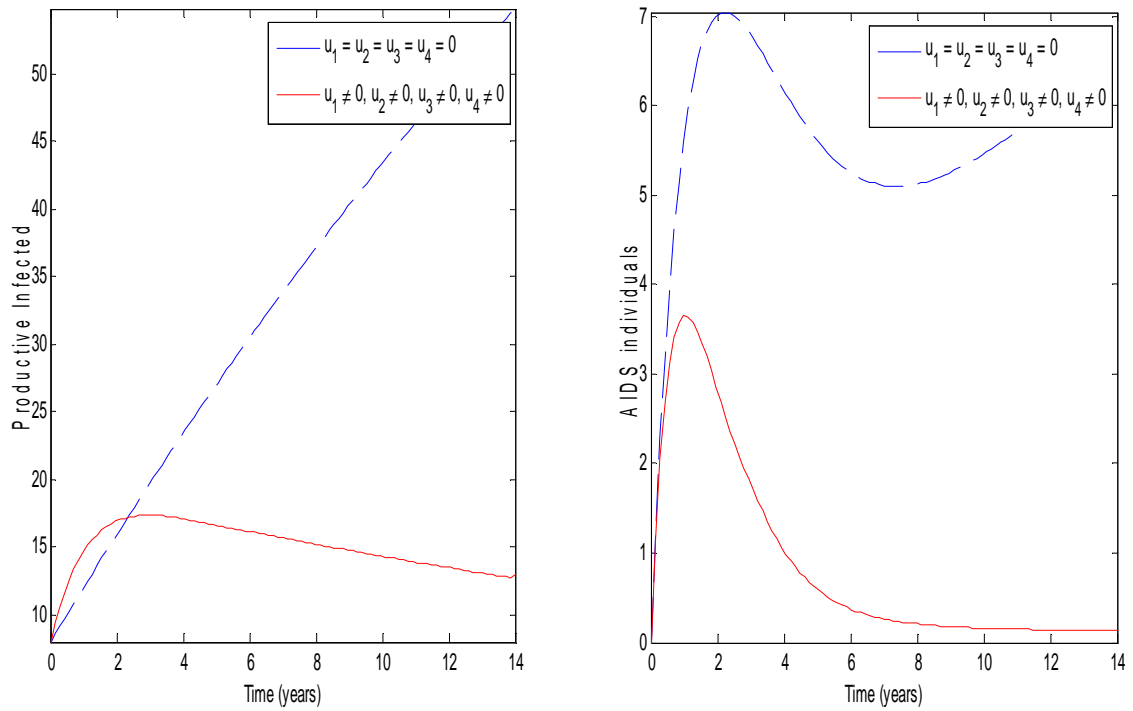 u1 = u2 = u3 = u4 = 0
u1 ≠ 0, u2 ≠ 0, u3 ≠ 0, u4 ≠ 0
50
45
40
35
30
25
20
15
10
Productive Infected
0 2 4 6 8 10 12 14
Time (years)
u1 = u2 = u3 = u4 = 0
u1 ≠ 0, u2 ≠ 0, u3 ≠ 0, u4 ≠ 0
7
6
5
4
3
2
1
0
AIDS individuals
0 2 4 6 8 10 12 14
Time (years)